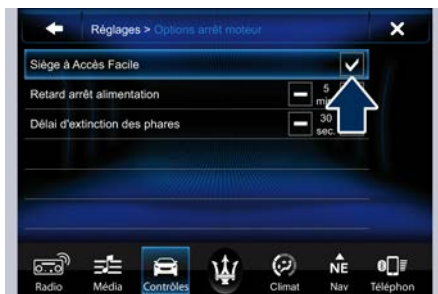 Réglages > Options arrêt moteur
Siège à Accès Facile
Retard arrêt alimentation
5
Délai d'extinction des phares
30
sec.
NE
Radio
Média
Contrôles
Climat
Nav
Téléphon